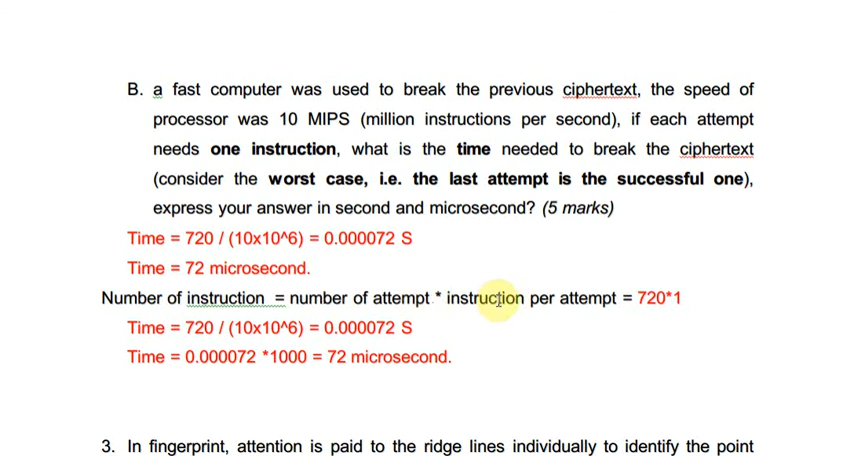 B. a fast computer was used to break the previous ciphertext, the speed of
processor was 10 MIPS (million instructions per second), if each attempt
needs one instruction, what is the time needed to break the ciphertext
(consider the worst case, i.e. the last attempt is the successful one),
express your answer in second and microsecond? (5 marks)
Time = 720 / (10x10^6) = 0.000072 S
Time = 72 microsecond.
Number of instruction = number of attempt * instruction per attempt = 720*1
Time = 720 / (10x10^6) = 0.000072 S
Time = 0.000072 *1000 = 72 microsecond.
3. In fingerprint, attention is paid to the ridge lines individually to identify the point